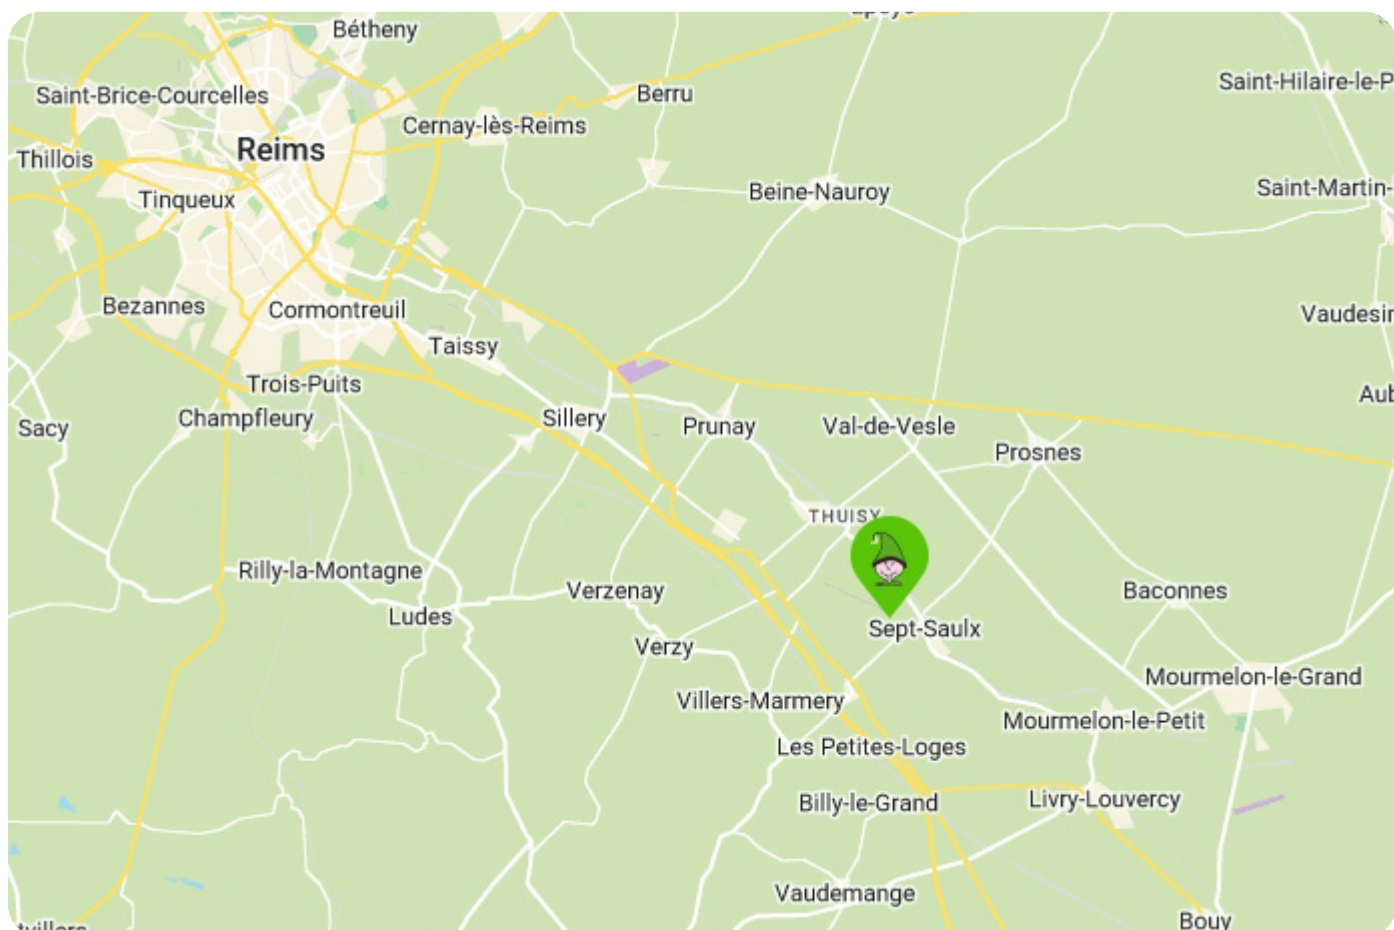 Bétheny
Saint-Brice-Courcelles
Berru
Saint-Hilaire-le-P
Cernay-lès-Reims
Reims
Thillois
Tinqueux
Beine-Nauroy
Saint-Martin-
Bezannes
Cormontreuil
Vaudesin
Taissy
Trois-Puits
Aub
Champfleury
Sacy
Sillery
Prunay
Val-de-Vesle
Prosnes
THUISY
Rilly-la-Montagne
Verzenay
Baconnes
Ludes
Sept-Saulx
Verzy
Mourmelon-le-Grand
Villers-Marmery
Mourmelon-le-Petit
Les Petites-Loges
Billy-le-Grand
Livry-Louvercy
Vaudemange
Bouy